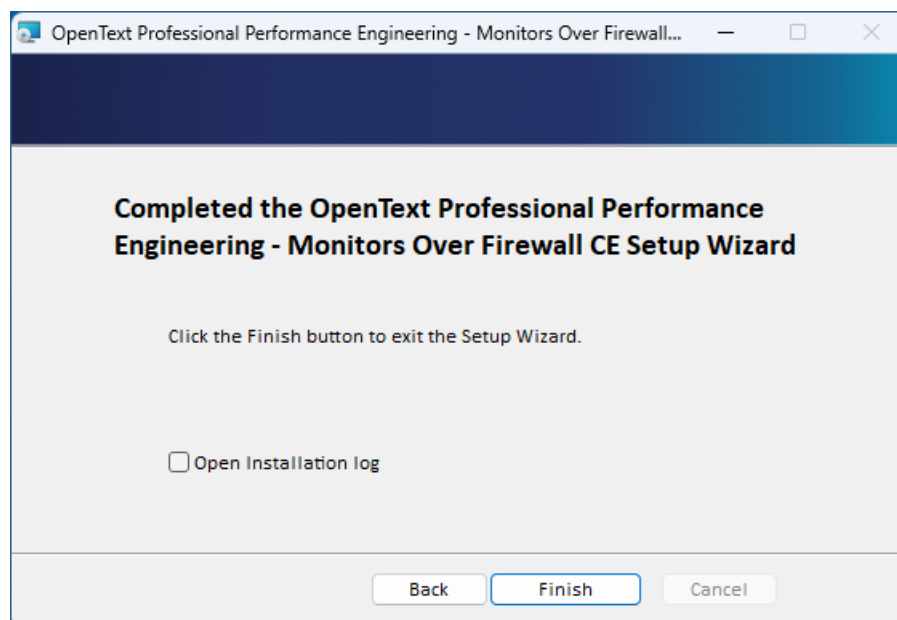 OpenText Professional Performance Engineering - Monitors Over Firewall...
Completed the OpenText Professional Performance
Engineering - Monitors Over Firewall CE Setup Wizard
Click the Finish button to exit the Setup Wizard.
Open Installation log
Back
Finish
Cancel